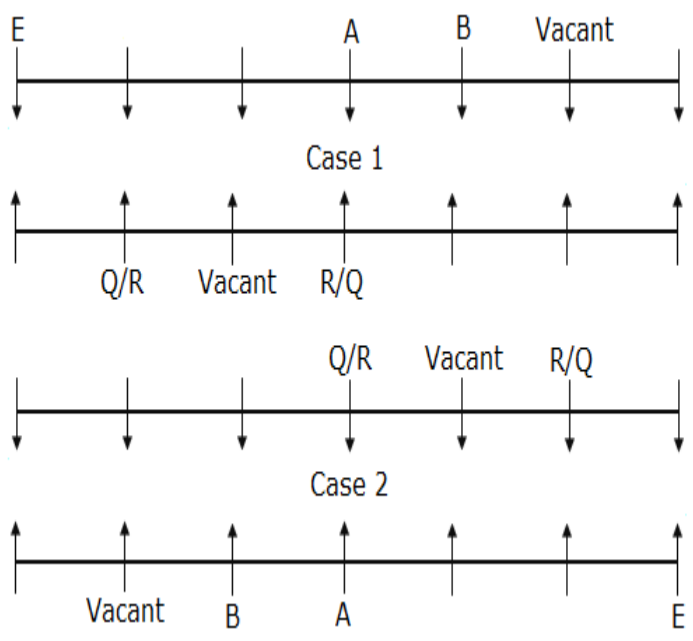 E A B Vacant
Case 1
Q/R Vacant R/Q
Q/R Vacant R/Q
Case 2
Vacant B A E